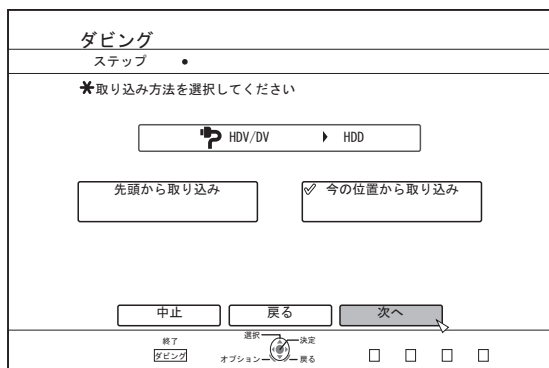 ダビング
ステップ
取り込み方法を選択してください
HDV/DV HDD
先頭から取り込み
今の位置から取り込み
中止
戻る
次へ
終了
ダビング
選択
決定
オプション
戻る